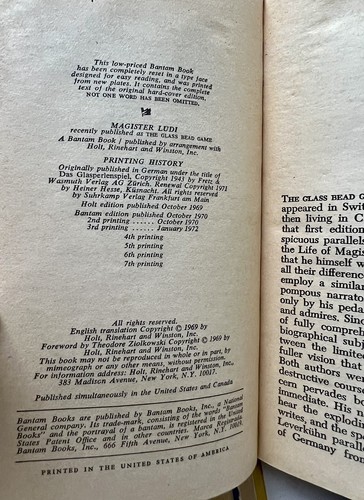 This low-priced Bantam Book
has been completely reset in a type face
designed for easy reading, and was printed
from new plates. It contains the complete
text of the original hard-cover edition.
NOT ONE WORD HAS BEEN OMITTED.
MAGISTER LUDI
recently published as THE GLASS BEAD GAME
A Bantam Book / published by arrangement with
Holt, Rinehart and Winston, Inc.
PRINTING HISTORY
Originally published in German under the title of
Das Glasperlenspiel, Copyright 1943 by Fretz &
Wasmuth Verlag AG Zürich. Renewal Copyright 1971
by Heiner Hesse, Küsnacht. All rights reserved
by Suhrkamp Verlag Frankfurt am Main
Holt edition published October 1969
Bantam edition published October 1970
2nd printing ...... October 1970
3rd printing ...... January 1972
4th printing
5th printing
6th printing
7th printing
All rights reserved.
English translation Copyright © 1969 by
Holt, Rinehart and Winston, Inc.
Foreword by Theodore Ziolkowski Copyright © 1969 by
Holt, Rinehart and Winston, Inc.
This book may not be reproduced in whole or in part, by
mimeograph or any other means, without permission.
For information address: Holt, Rinehart and Winston, Inc.,
383 Madison Avenue, New York, N.Y. 10017.
Published simultaneously in the United States and Canada
Bantam Books are published by Bantam Books, Inc., a National
General company. Its trade-mark, consisting of the words "Bantam
Books" and the portrayal of a bantam, is registered in the United
States Patent Office and in other countries. Marca Registrada.
Bantam Books, Inc., 666 Fifth Avenue, New York, N.Y. 10019.
PRINTED IN THE UNITED STATES OF AMERICA
THE GLASS BEAD G
appeared in Swit
then living in C
that first edition
spicuous parallels
the Life of Magis
that he himself w
all their differen
employ a similar
pompous narrato
only by his peda
and admires. Sinc
of fully compreh
biographical subj
between the limite
fuller vision that
Both authors wer
destructive course
cern pervades bo
immediate. His
hear the explodin
writes, and the spe
Leverkühn parall
of Germany from